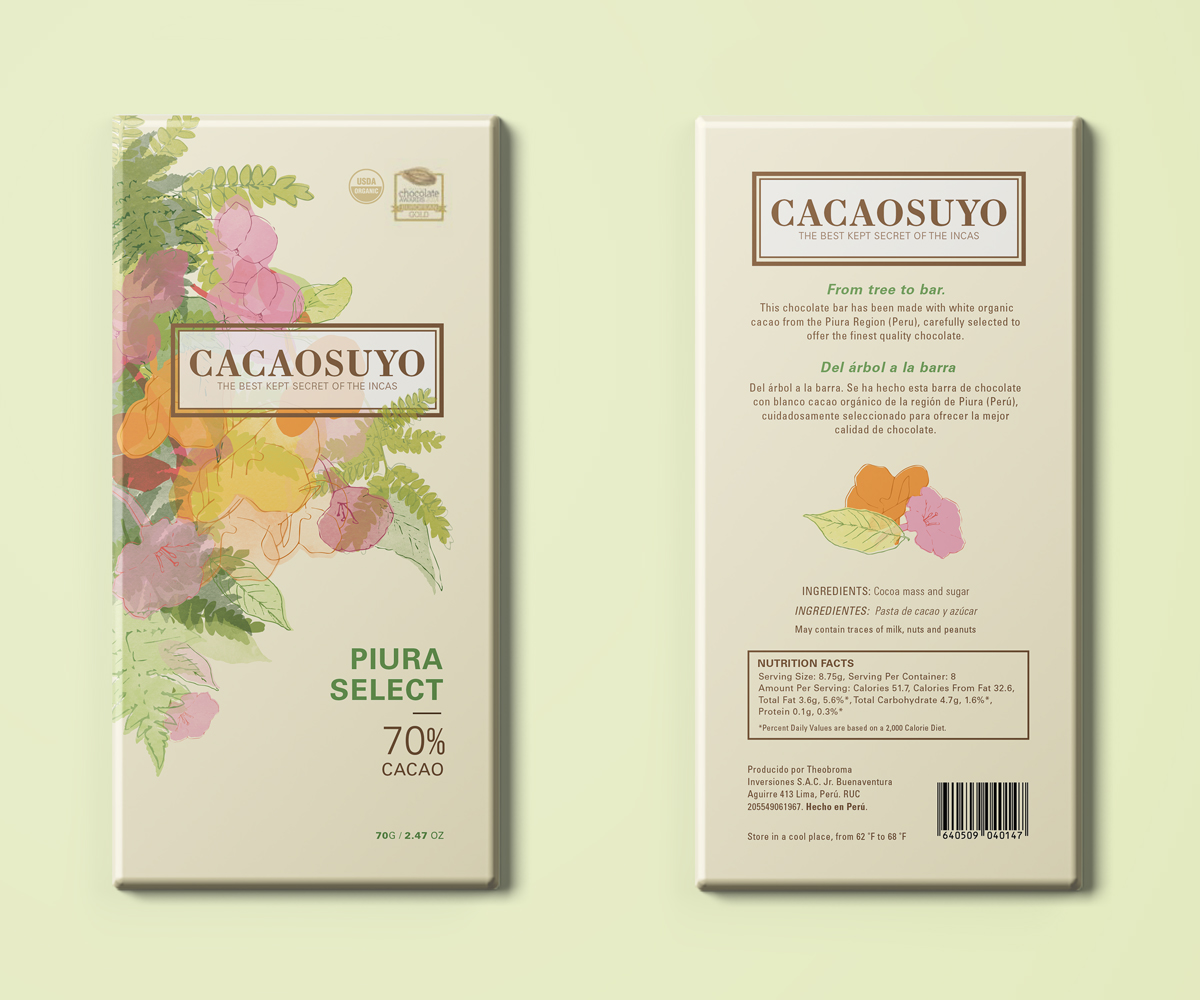 USDA
ORGANIC
chocolate
AWARDS
GOLD
CACAOSUYO
THE BEST KEPT SECRET OF THE INCAS
PIURA
SELECT
70%
CACAO
70G / 2.47 OZ
CACAOSUYO
THE BEST KEPT SECRET OF THE INCAS
From tree to bar.
This chocolate bar has been made with white organic
cacao from the Piura Region (Peru), carefully selected to
offer the finest quality chocolate.
Del árbol a la barra
Del árbol a la barra. Se ha hecho esta barra de chocolate
con blanco cacao orgánico de la región de Piura (Perú),
cuidadosamente seleccionado para ofrecer la mejor
calidad de chocolate.
INGREDIENTS: Cocoa mass and sugar
INGREDIENTES: Pasta de cacao y azúcar
May contain traces of milk, nuts and peanuts
NUTRITION FACTS
Serving Size: 8.75g, Serving Per Container: 8
Amount Per Serving: Calories 51.7, Calories From Fat 32.6,
Total Fat 3.6g, 5.6%*, Total Carbohydrate 4.7g, 1.6%*,
Protein 0.1g, 0.3%*
*Percent Daily Values are based on a 2,000 Calorie Diet.
Producido por Theobroma
Inversiones S.A.C. Jr. Buenaventura
Aguirre 413 Lima, Perú. RUC
205549061967. Hecho en Perú.
Store in a cool place, from 62 °F to 68 °F
640509 040147